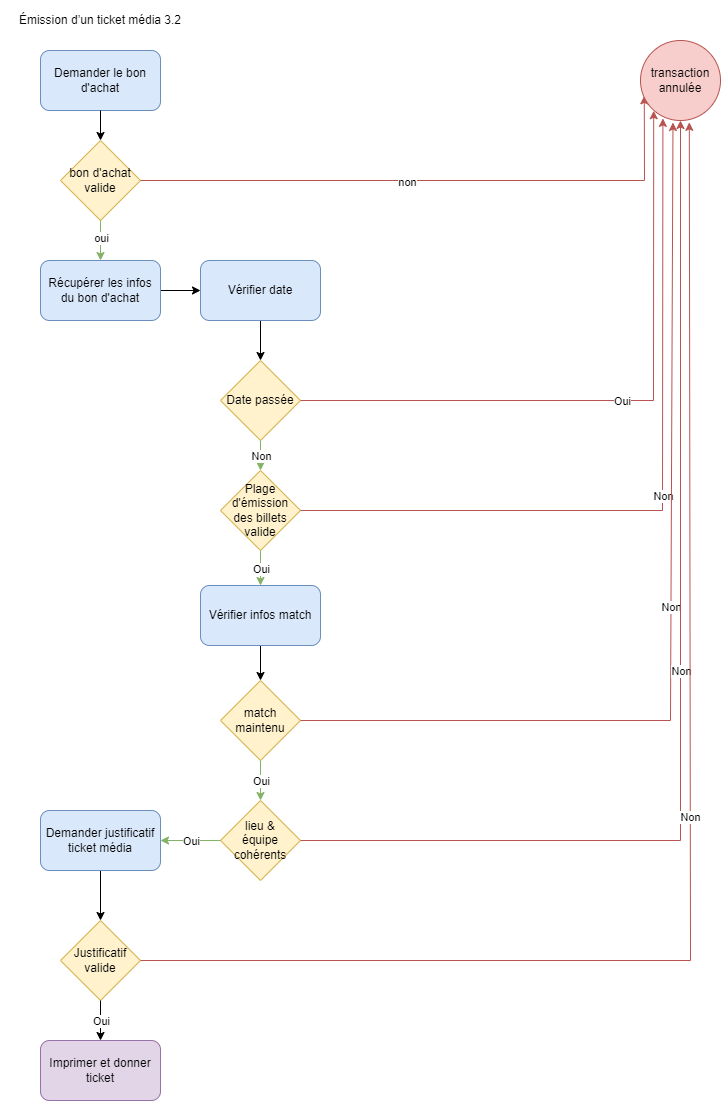 Émission d'un ticket média 3.2
Demander le bon
d'achat
transaction
annulée
bon d'achat
valide
non
oui
Récupérer les infos
du bon d'achat
Vérifier date
Date passée
Oui
Non
Plage
d'émission
des billets
valide
Non
Oui
Vérifier infos match
Non
match
maintenu
Non
Oui
lieu &
équipe
cohérents
Oui
Non
Demander justificatif
ticket média
Justificatif
valide
Oui
Imprimer et donner
ticket